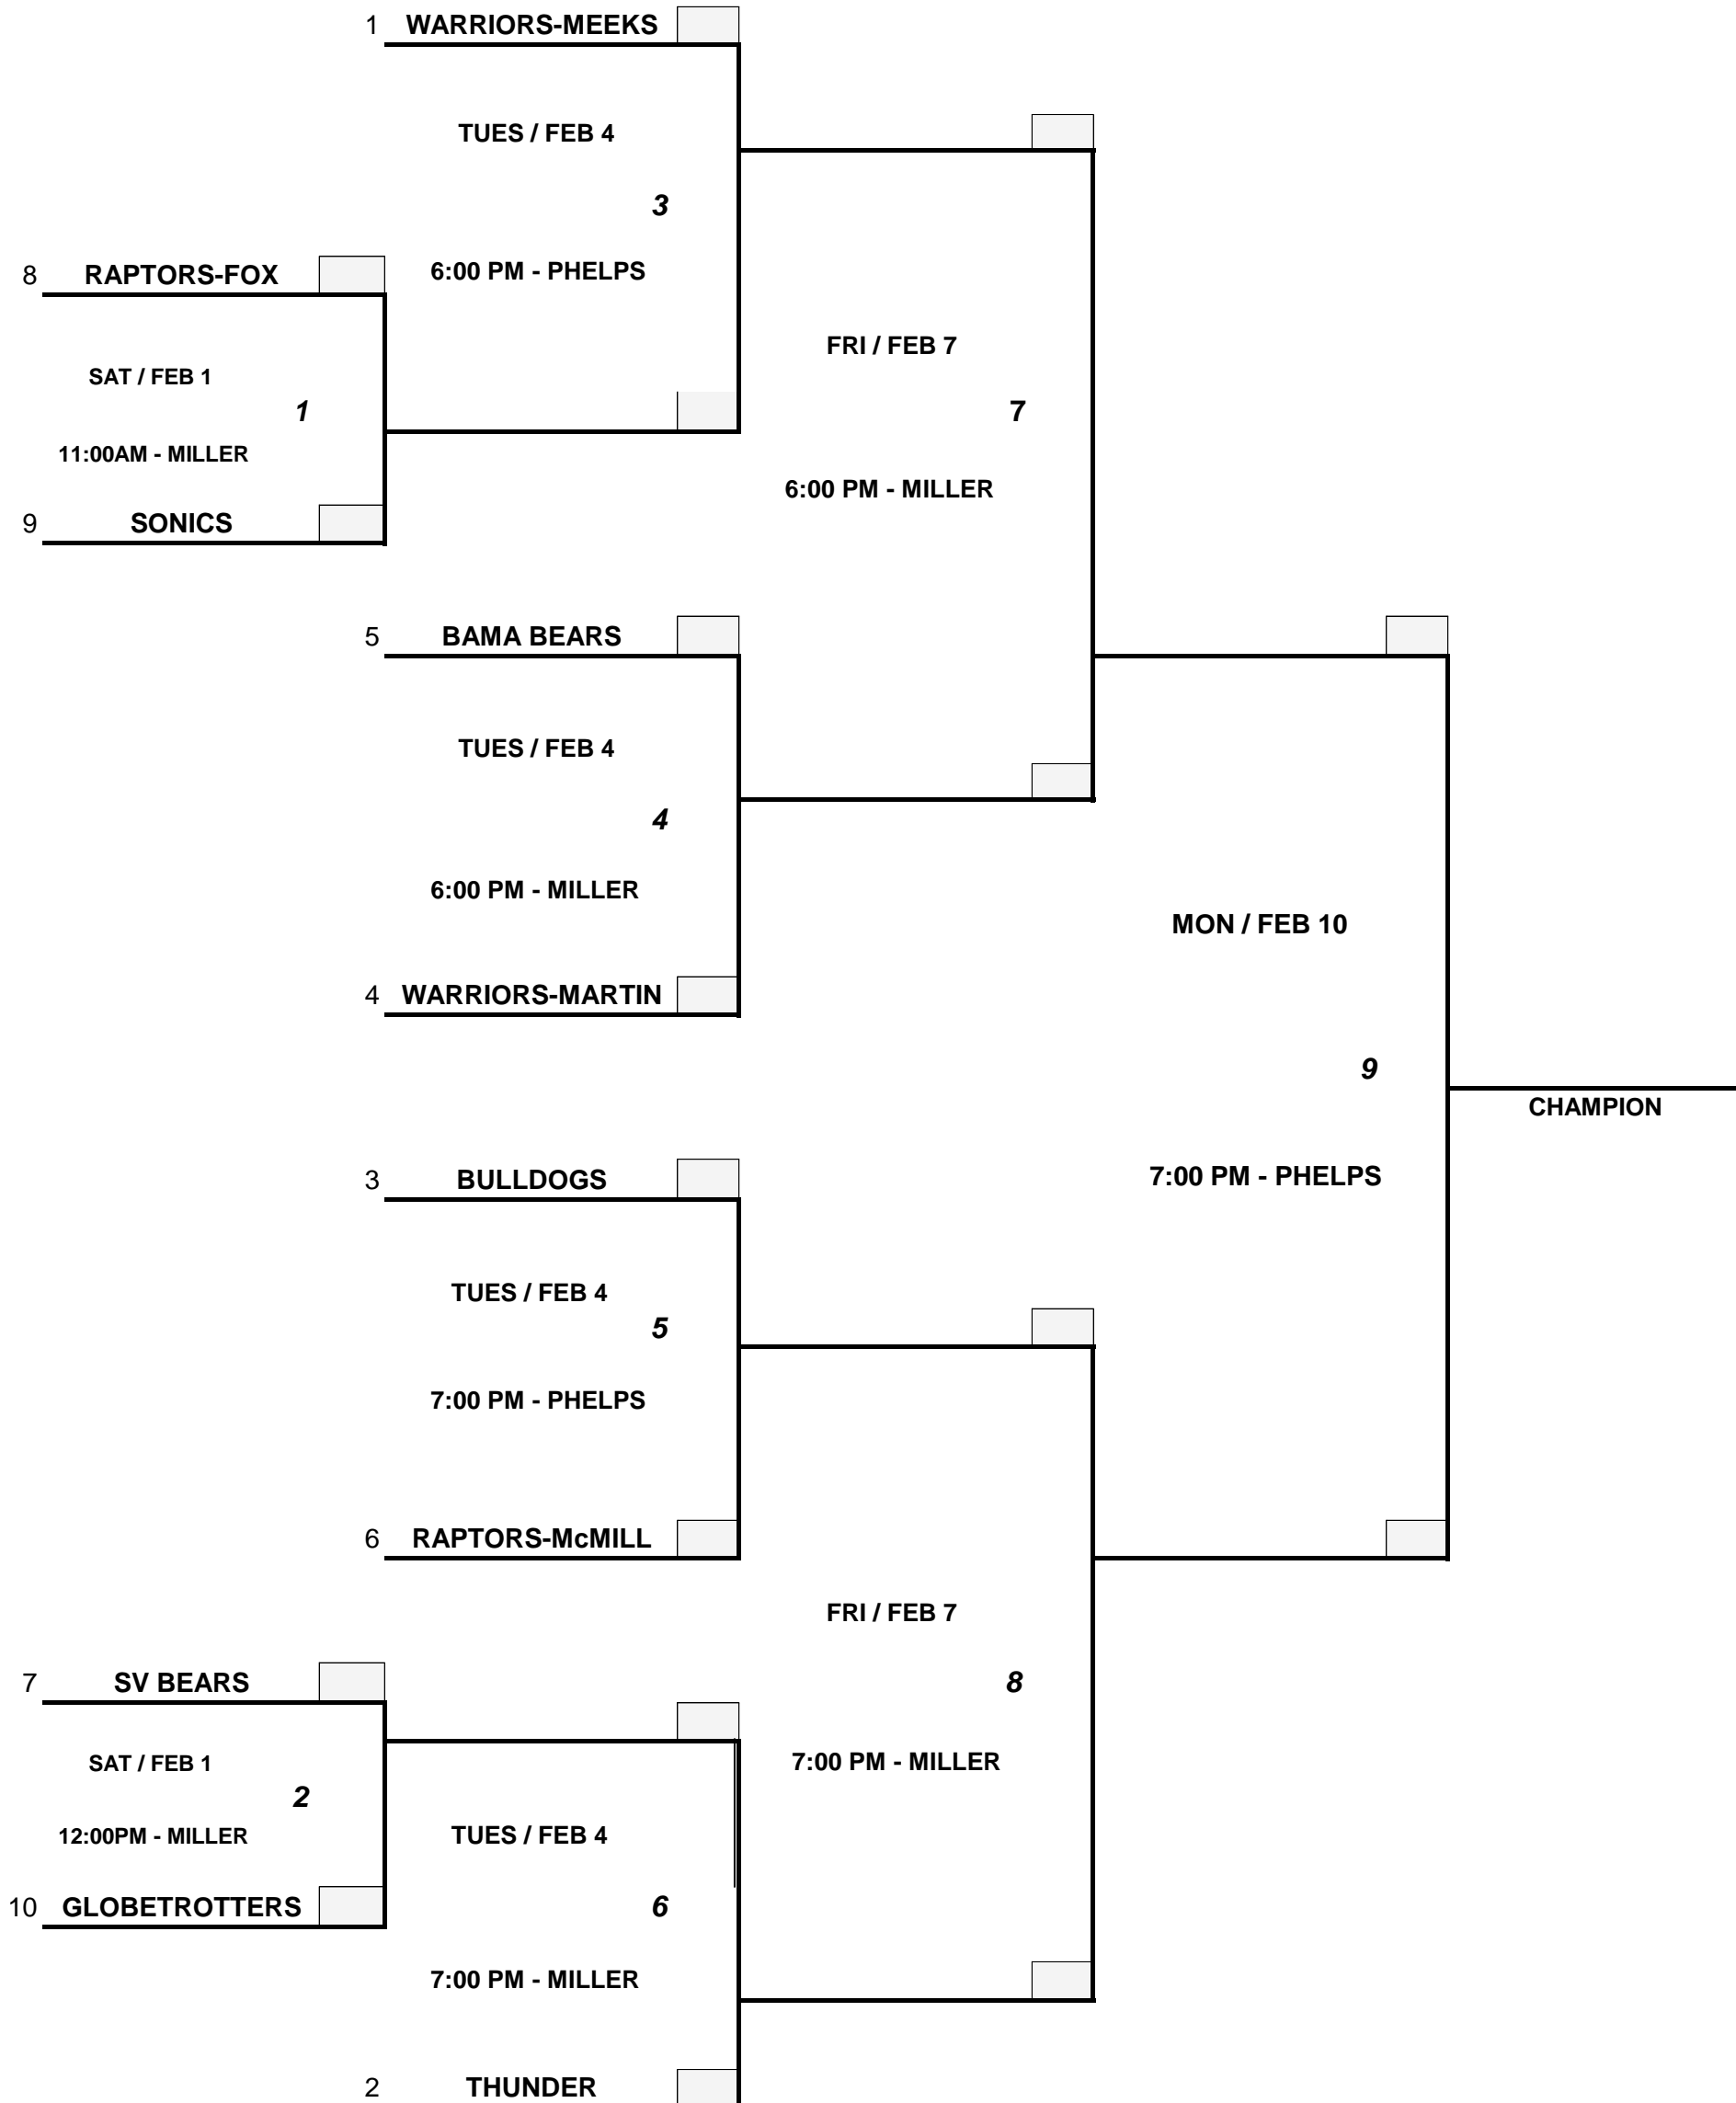 1 WARRIORS-MEEKS
TUES / FEB 4
3
6:00 PM - PHELPS
8 RAPTORS-FOX
FRI / FEB 7
SAT / FEB 1
1
7
11:00AM - MILLER
6:00 PM - MILLER
9 SONICS
5 BAMA BEARS
TUES / FEB 4
4
6:00 PM - MILLER
MON / FEB 10
4 WARRIORS-MARTIN
9
CHAMPION
3 BULLDOGS
7:00 PM - PHELPS
TUES / FEB 4
5
7:00 PM - PHELPS
6 RAPTORS-McMILL
FRI / FEB 7
7 SV BEARS
8
SAT / FEB 1
7:00 PM - MILLER
2
12:00PM - MILLER
TUES / FEB 4
10 GLOBETROTTERS
6
7:00 PM - MILLER
2 THUNDER